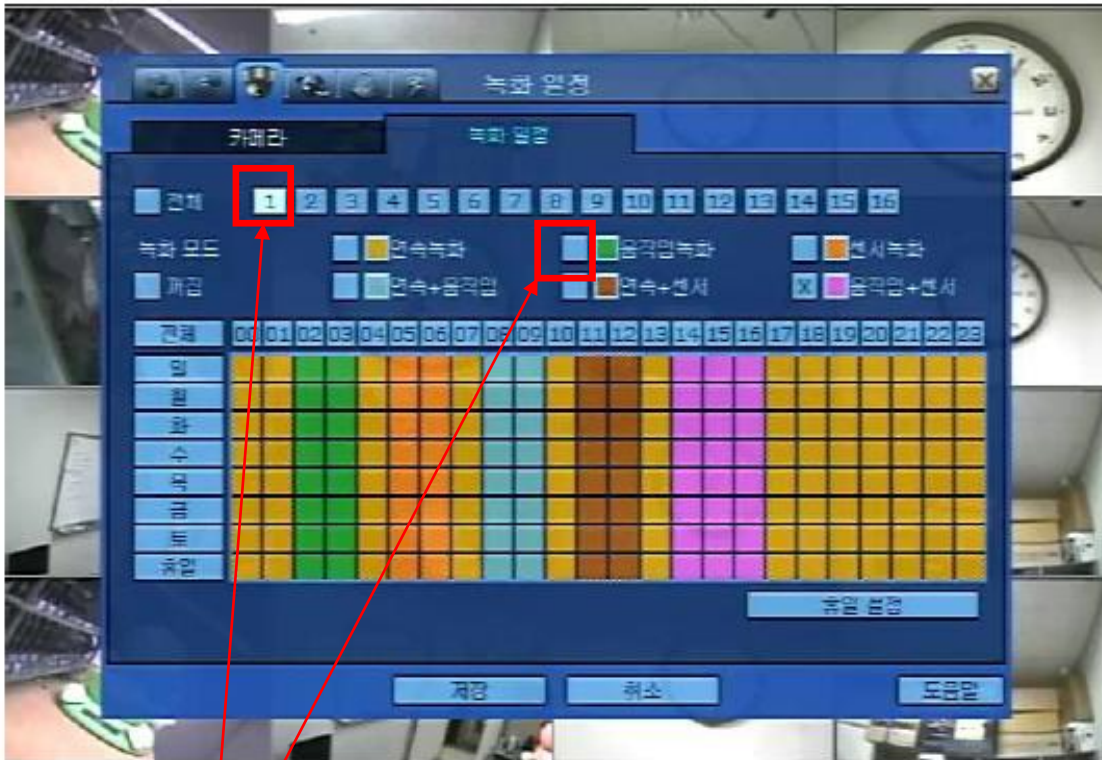 녹화 일정
카메라 녹화 일정
전체 1 2 3 4 5 6 7 8 9 10 11 12 13 14 15 16
녹화 모드 연속녹화 움직임녹화 센서녹화
꺼짐 연속+움직임 연속+센서 X 움직임+센서
전체 00 01 02 03 04 05 06 07 08 09 10 11 12 13 14 15 16 17 18 19 20 21 22 23
일
월
화
수
목
금
토
휴일
휴일 설정
저장 취소 도움말